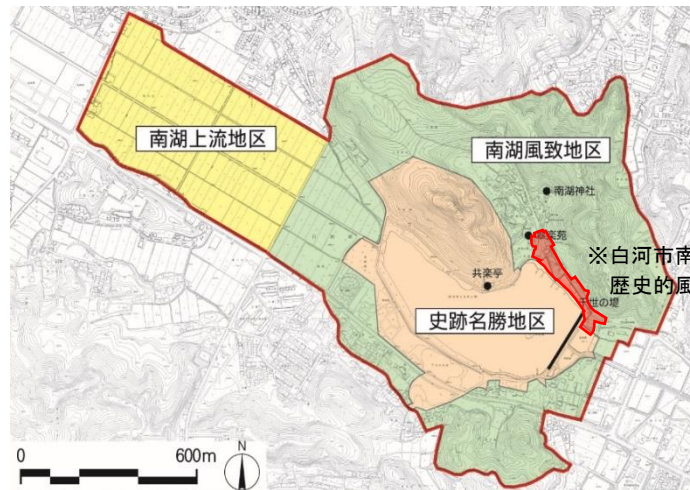 南湖上流地区
南湖風致地区
南湖神社
楽苑
※白河市南
歴史的風
共楽亭
世の堤
史跡名勝地区
0
600m
N